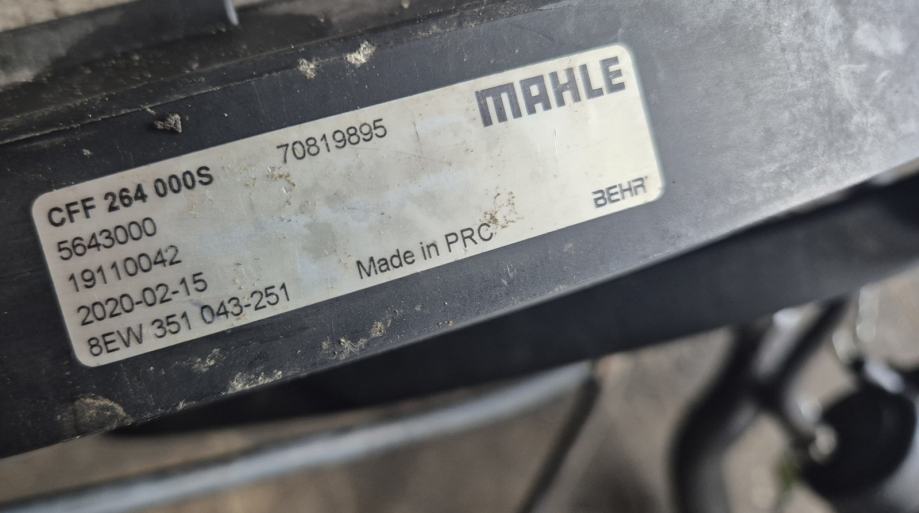 MAHLE
CFF 264 000S 70819895
5643000
19110042
2020-02-15
8EW 351 043-251
Made in PRC
BEHR